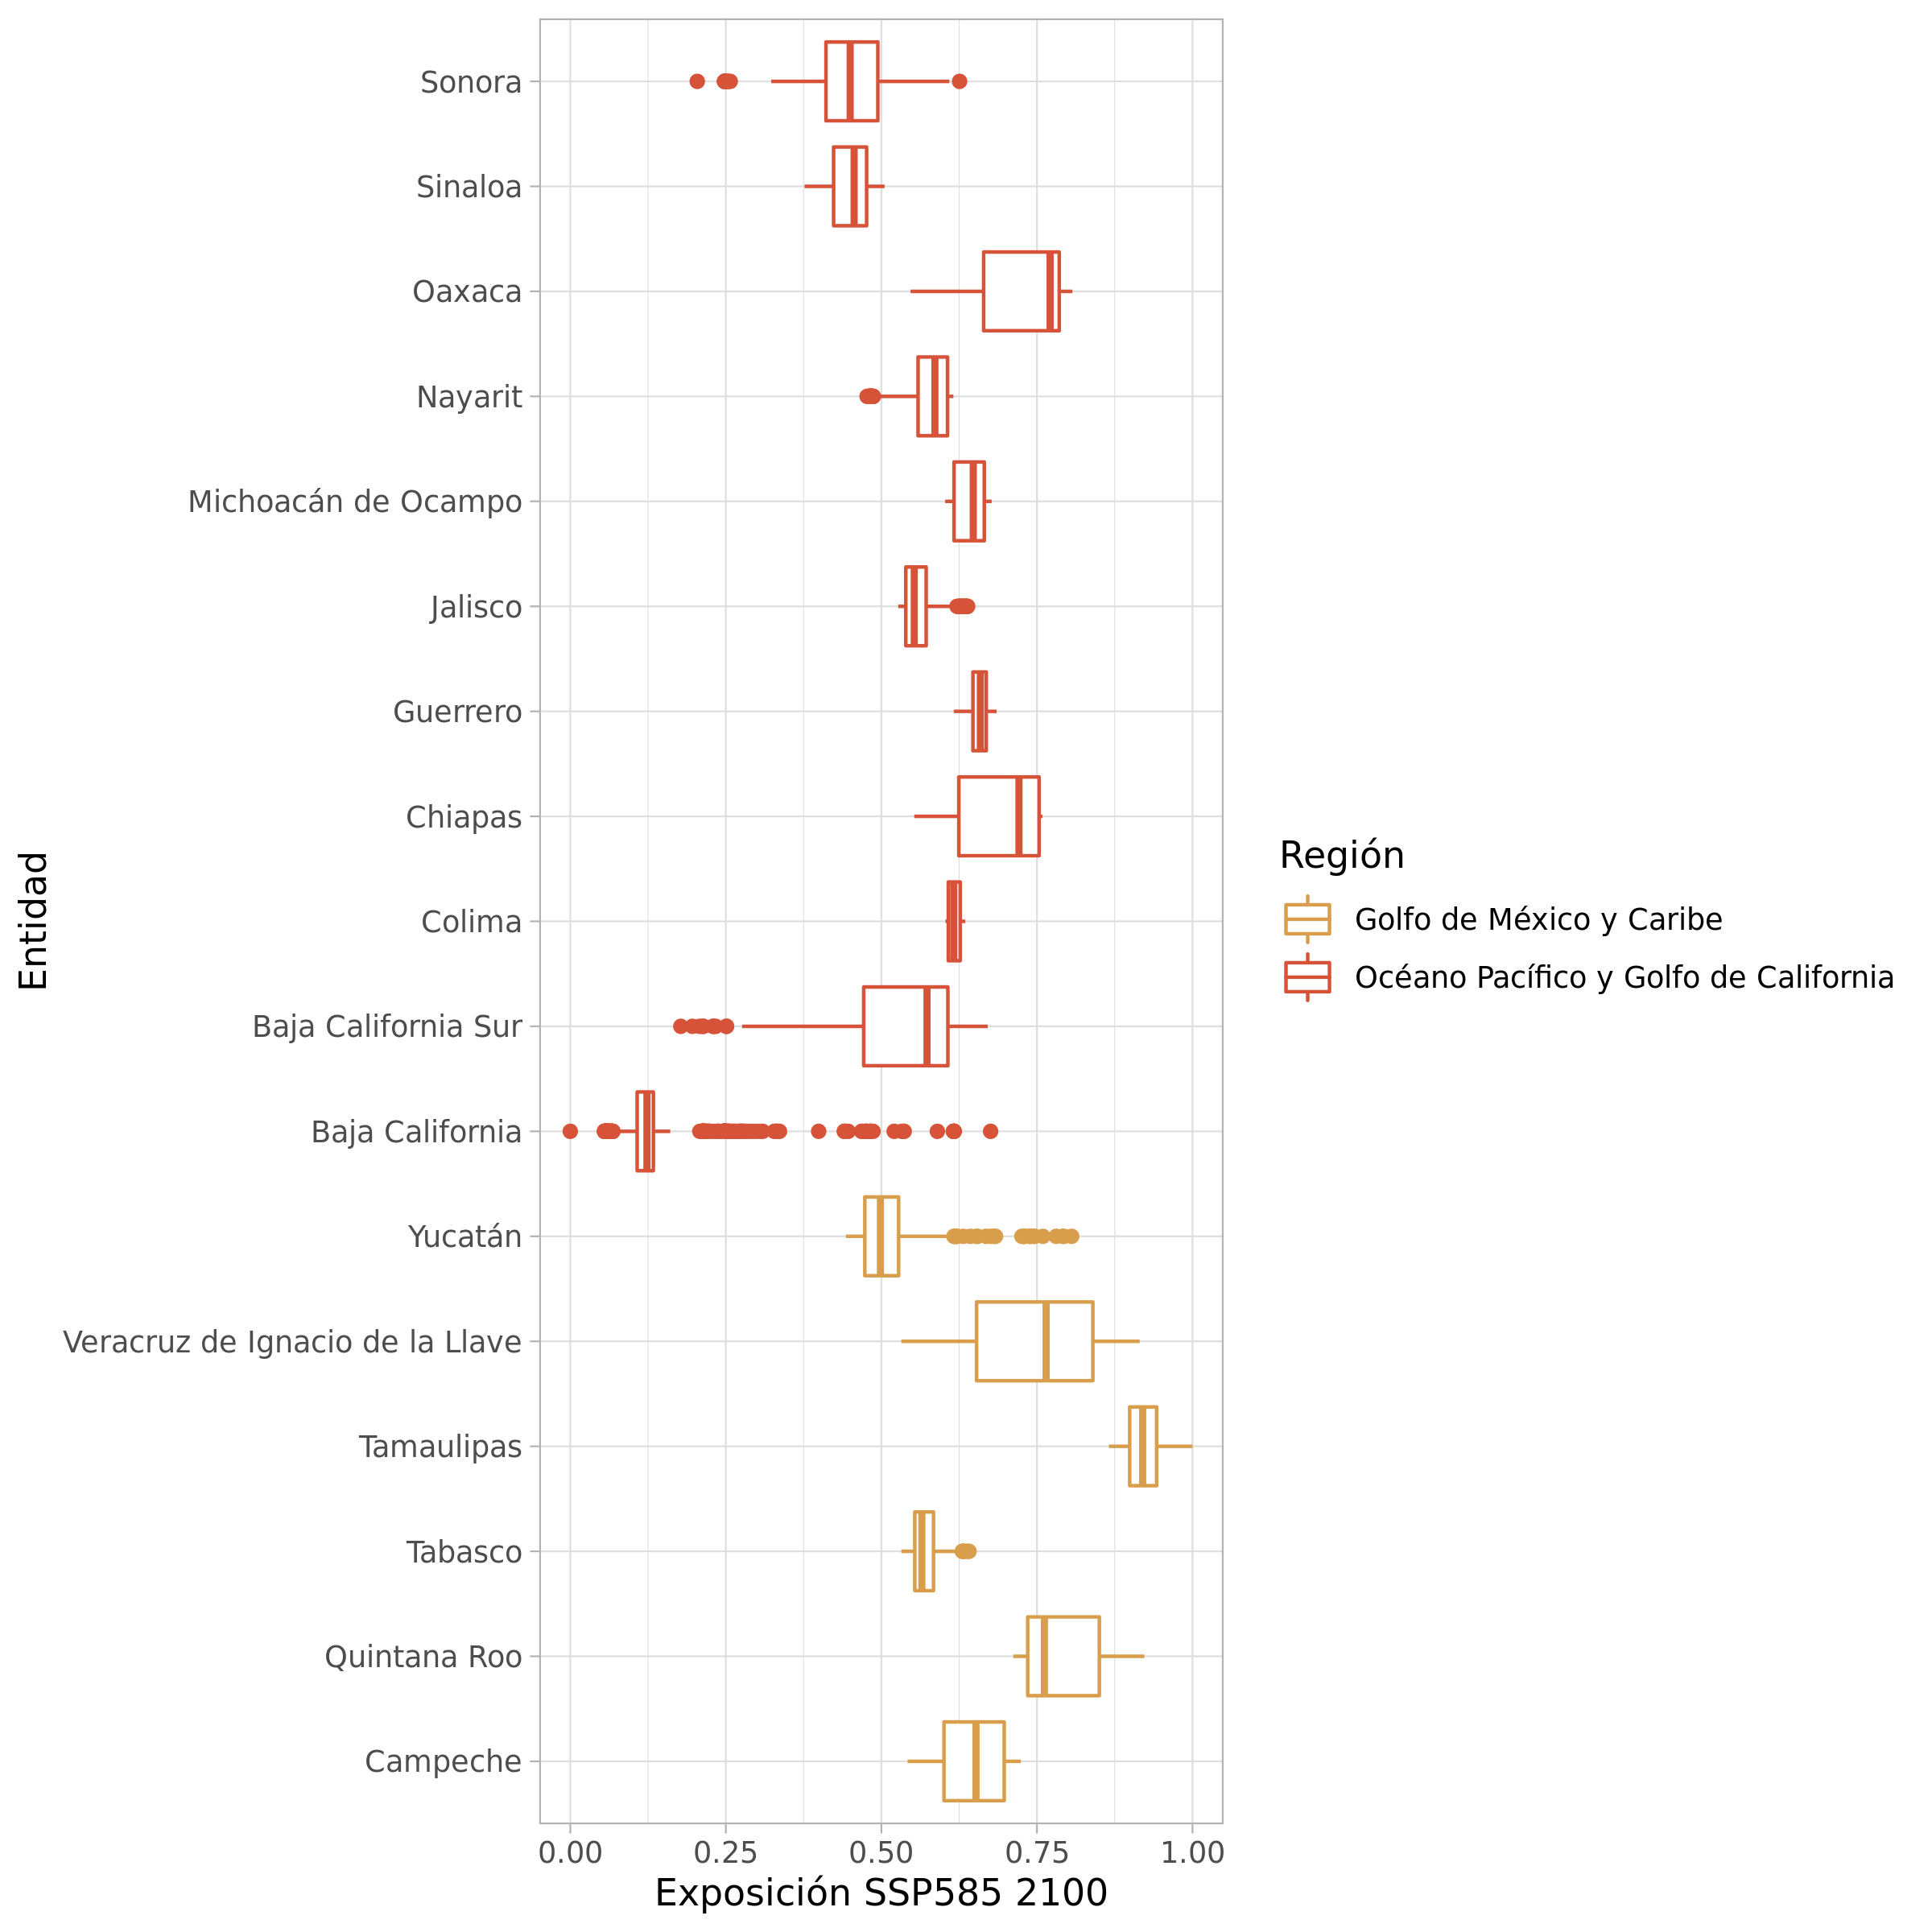 Sonora
Sinaloa
Oaxaca
Nayarit
Michoacán de Ocampo
Jalisco
Guerrero
Chiapas
Colima
Baja California Sur
Baja California
Yucatán
Veracruz de Ignacio de la Llave
Tamaulipas
Tabasco
Quintana Roo
Campeche
Entidad
0.00 0.25 0.50 0.75 1.00
Exposición SSP585 2100
Región
Golfo de México y Caribe
Océano Pacífico y Golfo de California